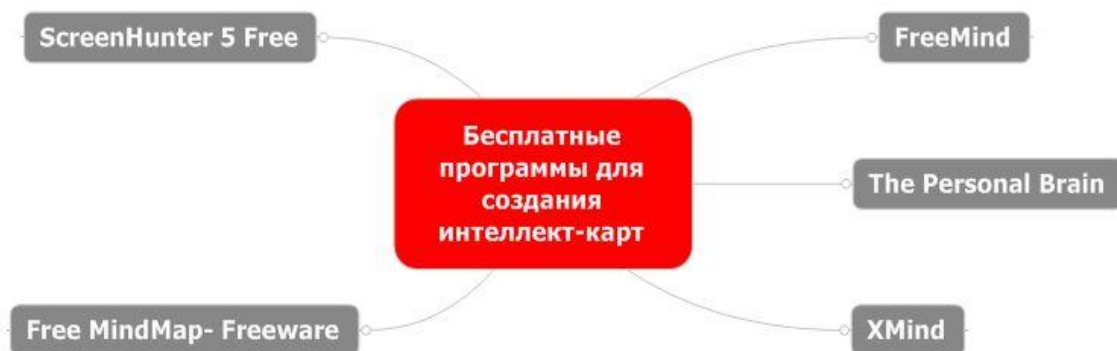 ScreenHunter 5 Free
FreeMind
Бесплатные
программы для
создания
интеллект-карт
The Personal Brain
Free MindMap- Freeware
XMind